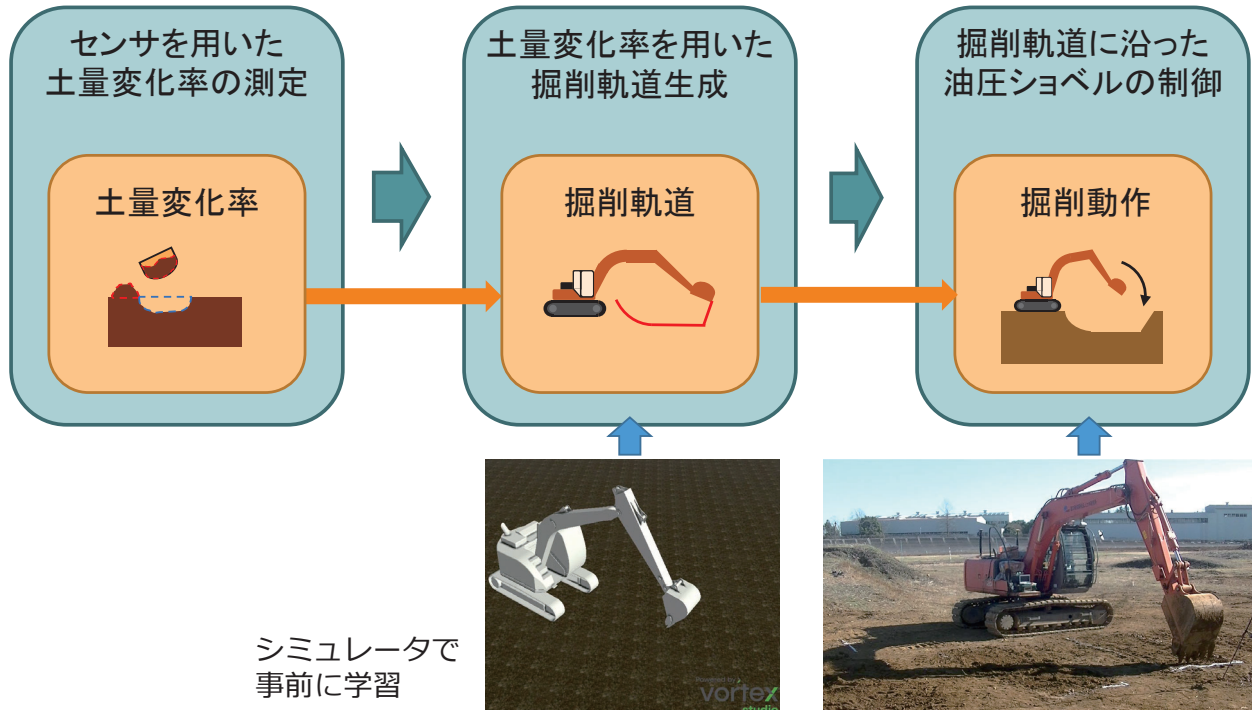 センサを用いた
土量変化率の測定
土量変化率
土量変化率を用いた
掘削軌道生成
掘削軌道
掘削軌道に沿った
油圧ショベルの制御
掘削動作
シミュレータで
事前に学習
Powered by
vortex
studio